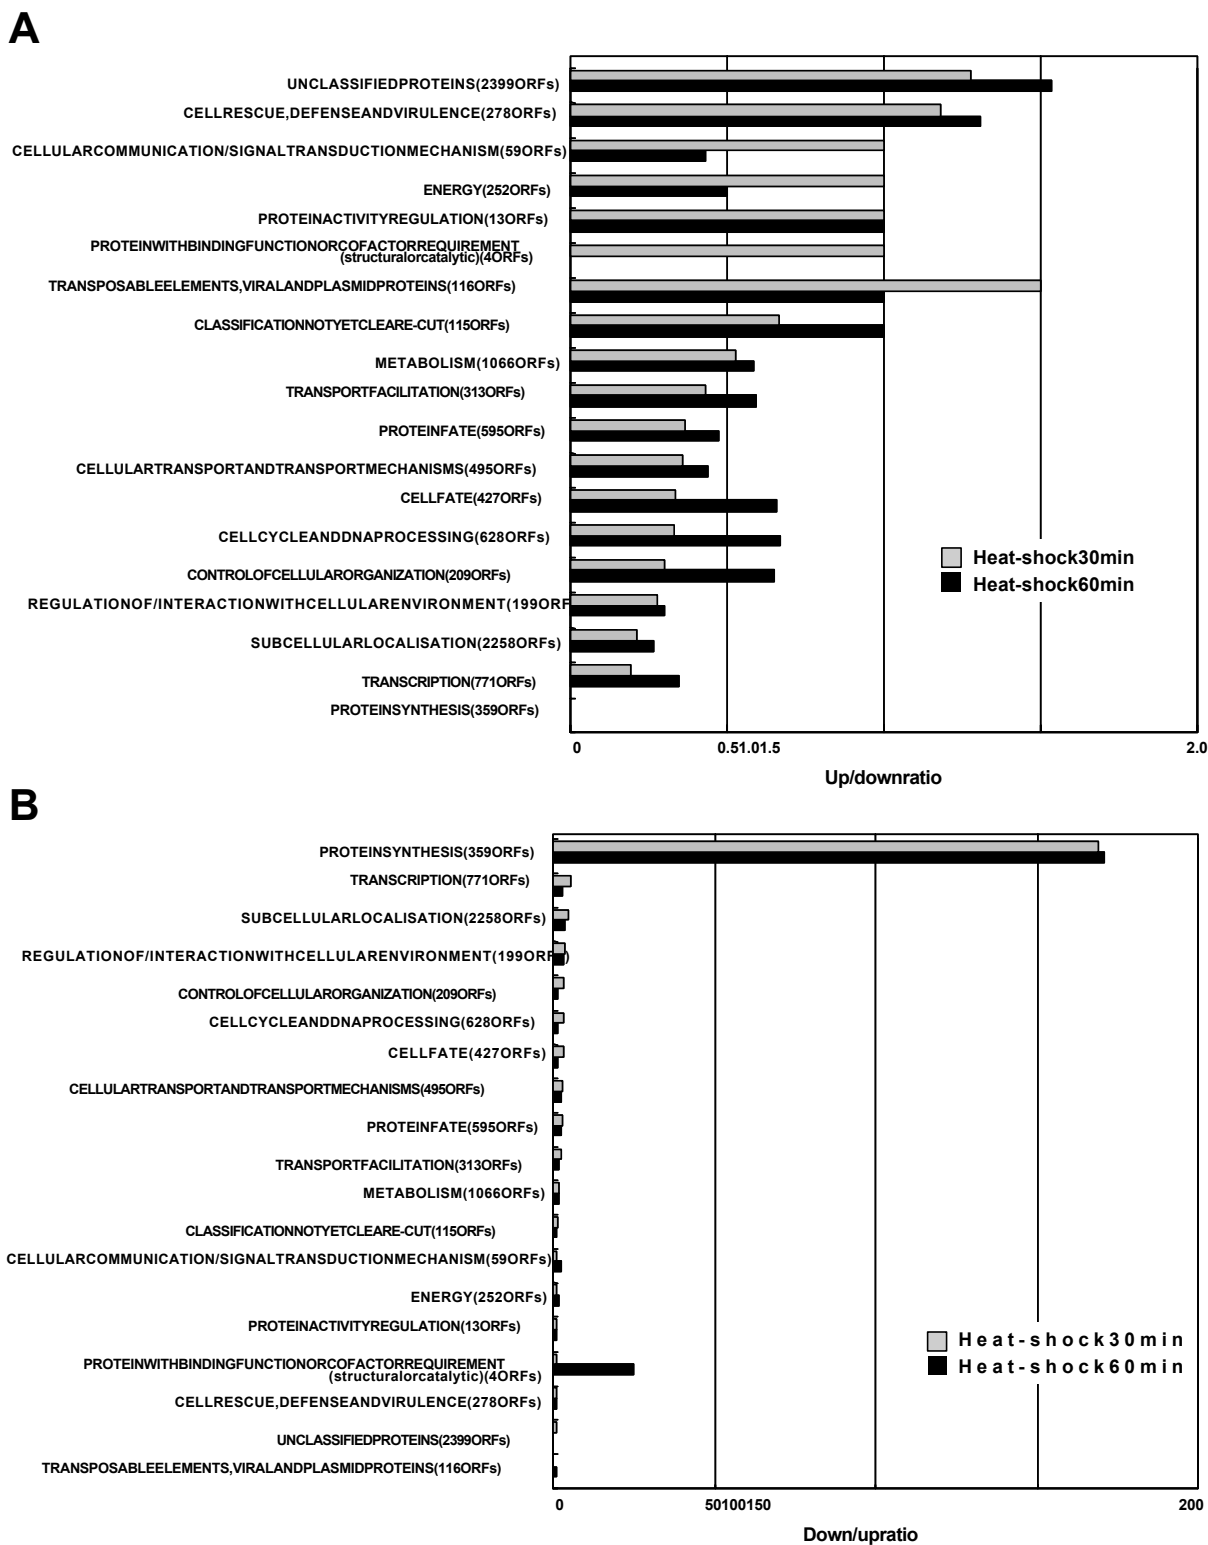 A
UNCLASSIFIEDPROTEINS(2399ORFs)
CELLRESCUE,DEFENSEANDVIRULENCE(278ORFs)
CELLULARCOMMUNICATION/SIGNALTRANSDUCTIONMECHANISM(59ORFs)
ENERGY(252ORFs)
PROTEINACTIVITYREGULATION(13ORFs)
PROTEINWITHBINDINGFUNCTIONORCOFACTORREQUIREMENT
(structuralorcatalytic)(4ORFs)
TRANSPOSABLEELEMENTS,VIRALANDPLASMIDPROTEINS(116ORFs)
CLASSIFICATIONNOTYETCLEARE-CUT(115ORFs)
METABOLISM(1066ORFs)
TRANSPORTFACILITATION(313ORFs)
PROTEINFATE(595ORFs)
CELLULARTRANSPORTANDTRANSPORTMECHANISMS(495ORFs)
CELLFATE(427ORFs)
CELLCYCLEANDDNAPROCESSING(628ORFs)
CONTROLOFCELLULARORGANIZATION(209ORFs)
REGULATIONOF/INTERACTIONWITHCELLULARENVIRONMENT(199ORF
SUBCELLULARLOCALISATION(2258ORFs)
TRANSCRIPTION(771ORFs)
PROTEINSYNTHESIS(359ORFs)
Heat-shock30min
Heat-shock60min
0 0.51.01.5 2.0
Up/downratio
B
PROTEINSYNTHESIS(359ORFs)
TRANSCRIPTION(771ORFs)
SUBCELLULARLOCALISATION(2258ORFs)
REGULATIONOF/INTERACTIONWITHCELLULARENVIRONMENT(199ORFs)
CONTROLOFCELLULARORGANIZATION(209ORFs)
CELLCYCLEANDDNAPROCESSING(628ORFs)
CELLFATE(427ORFs)
CELLULARTRANSPORTANDTRANSPORTMECHANISMS(495ORFs)
PROTEINFATE(595ORFs)
TRANSPORTFACILITATION(313ORFs)
METABOLISM(1066ORFs)
CLASSIFICATIONNOTYETCLEARE-CUT(115ORFs)
CELLULARCOMMUNICATION/SIGNALTRANSDUCTIONMECHANISM(59ORFs)
ENERGY(252ORFs)
PROTEINACTIVITYREGULATION(13ORFs)
PROTEINWITHBINDINGFUNCTIONORCOFACTORREQUIREMENT
(structuralorcatalytic)(4ORFs)
CELLRESCUE,DEFENSEANDVIRULENCE(278ORFs)
UNCLASSIFIEDPROTEINS(2399ORFs)
TRANSPOSABLEELEMENTS,VIRALANDPLASMIDPROTEINS(116ORFs)
Heat-shock30min
Heat-shock60min
0 50100150 200
Down/upratio